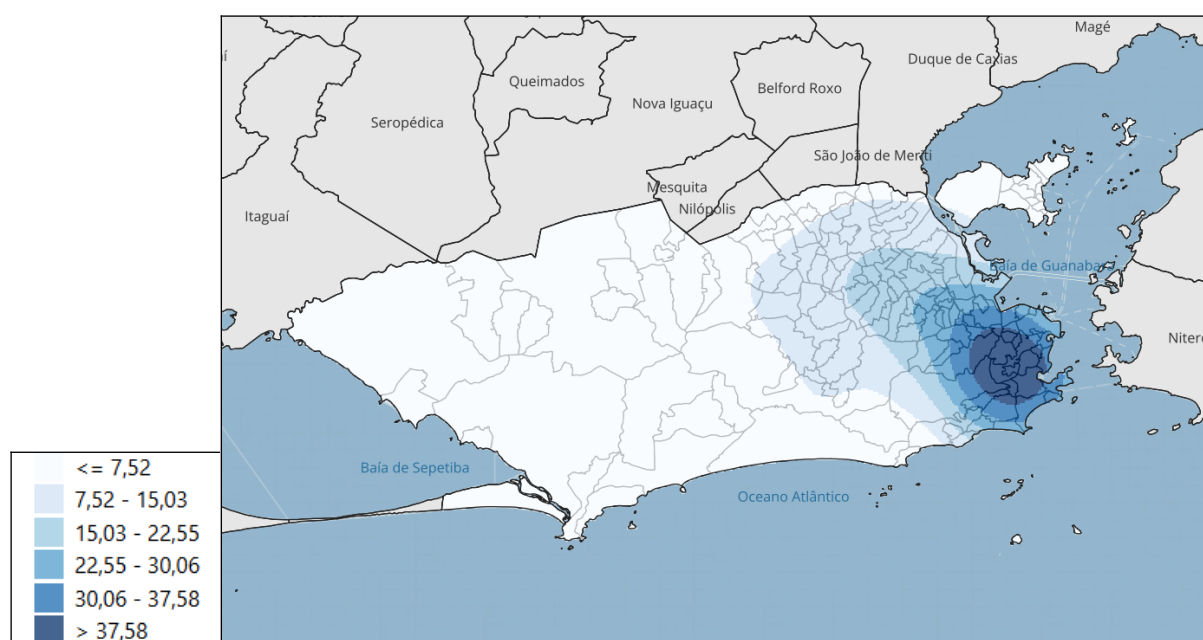 Magé
Duque de Caxias
Queimados
Belford Roxo
Nova Iguaçu
Seropédica
São João de Meriti
Mesquita
Nilópolis
Itaguaí
Baía de Guanabara
Niteró
Baía de Sepetiba
Oceano Atlântico
<= 7,52
7,52 - 15,03
15,03 - 22,55
22,55 - 30,06
30,06 - 37,58
> 37,58